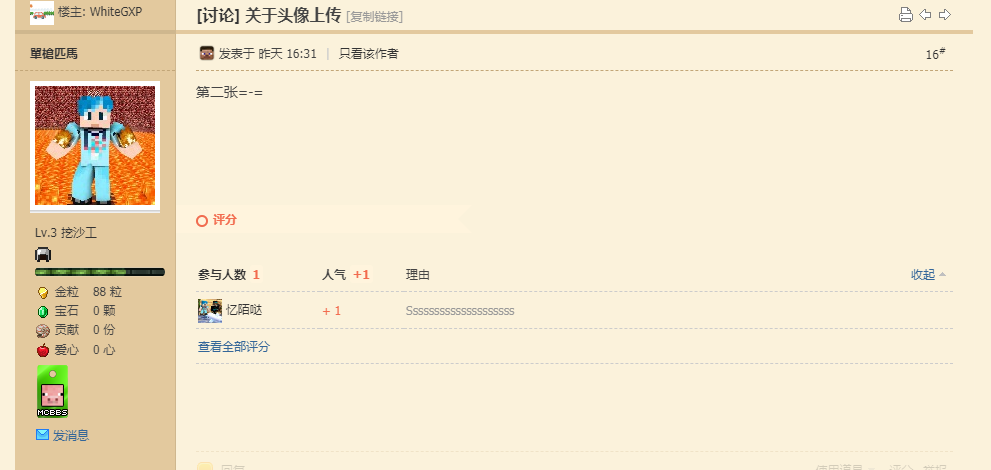 楼主: WhiteGXP
[讨论] 关于头像上传 [复制链接]
單槍匹馬
发表于 昨天 16:31 | 只看该作者
16#
第二张=-=
Lv.3 挖沙工
金粒 88 粒
宝石 0 颗
贡献 0 份
爱心 0 心
MCBBS
发消息
评分
参与人数 1 人气 +1 理由 收起
忆陌哒 + 1 Ssssssssssssssssssss
查看全部评分